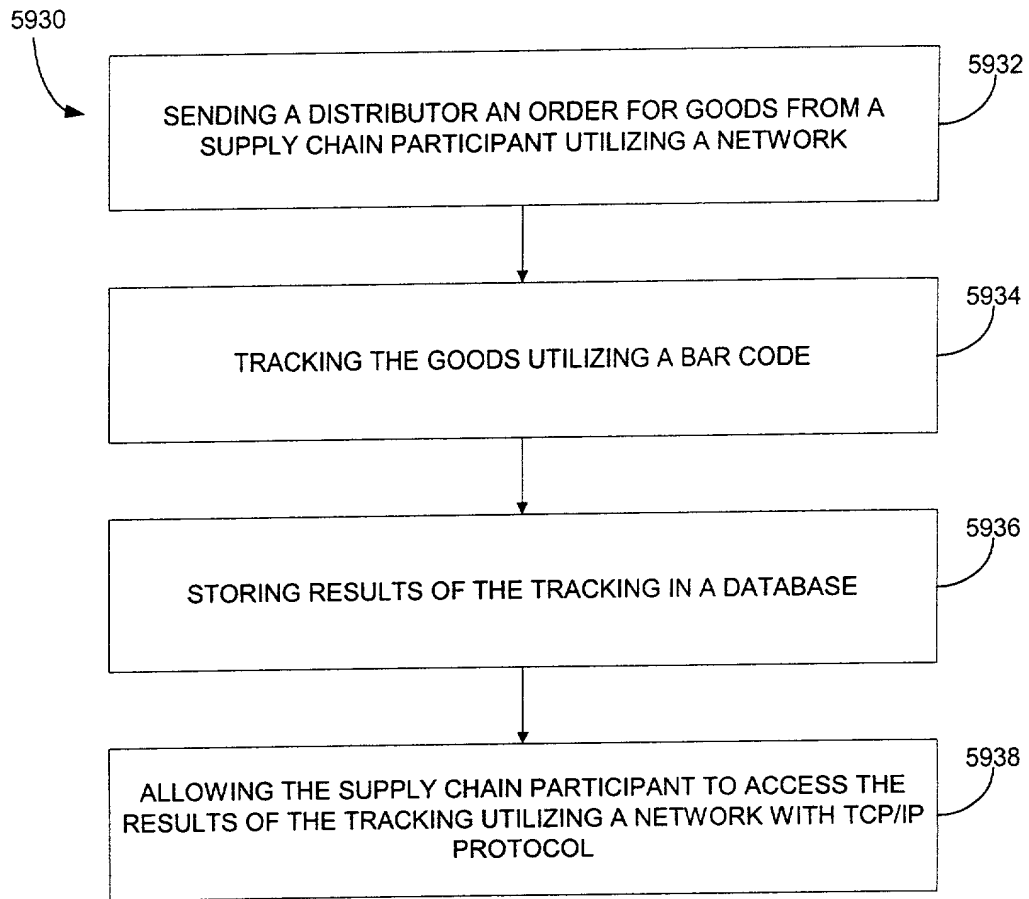 5930
5932
SENDING A DISTRIBUTOR AN ORDER FOR GOODS FROM A
SUPPLY CHAIN PARTICIPANT UTILIZING A NETWORK
5934
TRACKING THE GOODS UTILIZING A BAR CODE
5936
STORING RESULTS OF THE TRACKING IN A DATABASE
5938
ALLOWING THE SUPPLY CHAIN PARTICIPANT TO ACCESS THE
RESULTS OF THE TRACKING UTILIZING A NETWORK WITH TCP/IP
PROTOCOL